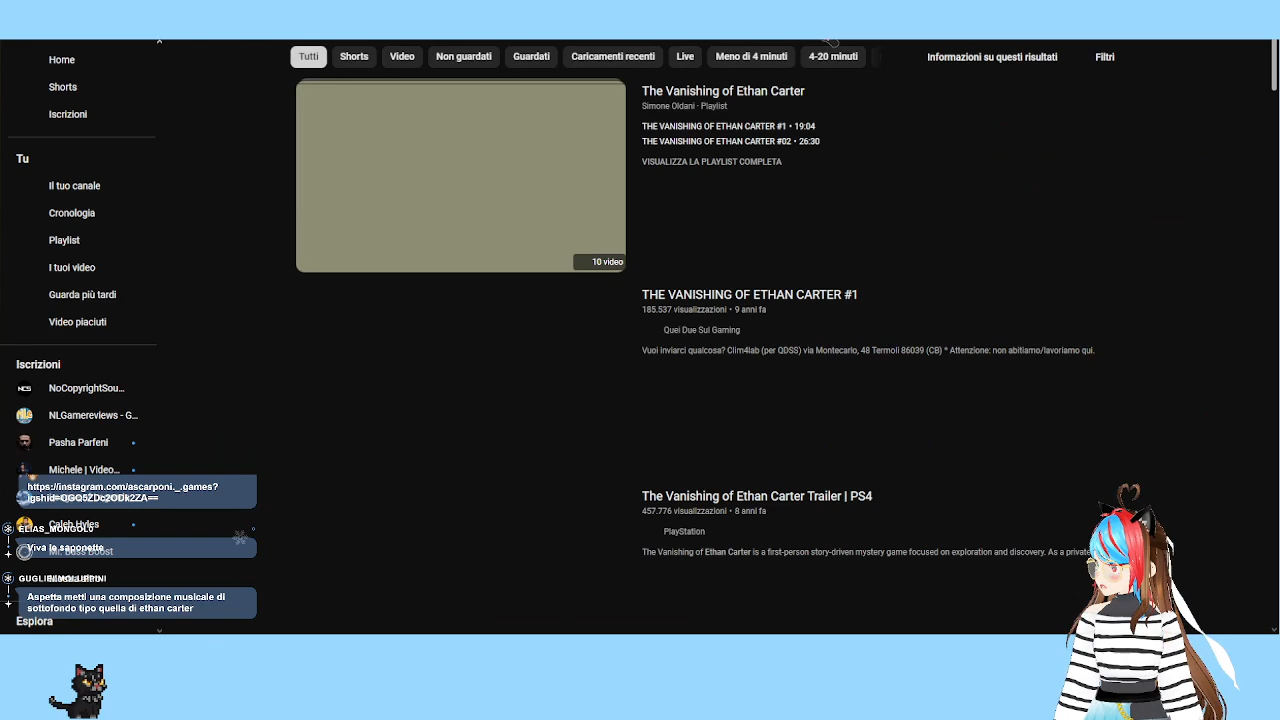 Tutti
Shorts
Video
Non guardati
Guardati
Caricamenti recenti
Live
Meno di 4 minuti
4-20 minuti
Informazioni su questi risultati
Filtri
Home
Shorts
Iscrizioni
Tu
Il tuo canale
Cronologia
Playlist
I tuoi video
Guarda più tardi
Video piaciuti
Iscrizioni
NCS
NoCopyrightSou...
NLGamereviews - G...
Pasha Parfeni
Michele | Video...
https://instagram.com/ascarponi._.games?
Caleb Hyles
ELIAS_MONGOLO
Viva le saponette
Mr. Bass Boost
Aspetta metti una composizione musicale di
sottofondo tipo quella di ethan carter
Esplora
The Vanishing of Ethan Carter
Simone Oldani · Playlist
THE VANISHING OF ETHAN CARTER #1 • 19:04
THE VANISHING OF ETHAN CARTER #02 • 26:30
VISUALIZZA LA PLAYLIST COMPLETA
10 video
THE VANISHING OF ETHAN CARTER #1
185.537 visualizzazioni • 9 anni fa
Quei Due Sul Gaming
Vuoi inviarci qualcosa? Clim4lab (per QDSS) via Montecarlo, 48 Termoli 86039 (CB) * Attenzione: non abitiamo/lavoriamo qui.
The Vanishing of Ethan Carter Trailer | PS4
457.776 visualizzazioni • 8 anni fa
PlayStation
The Vanishing of Ethan Carter is a first-person story-driven mystery game focused on exploration and discovery. As a private